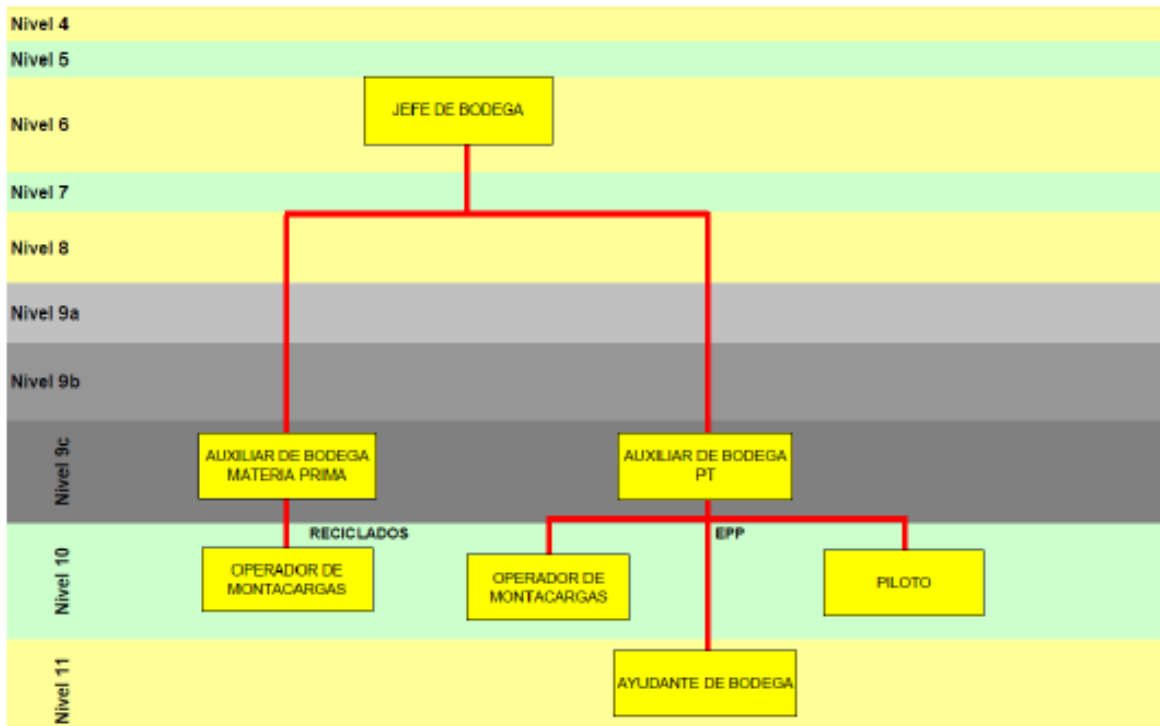 Nivel 4
Nivel 5
JEFE DE BODEGA
Nivel 6
Nivel 7
Nivel 8
Nivel 9a
Nivel 9b
Nivel 9c
AUXILIAR DE BODEGA
MATERIA PRIMA
AUXILIAR DE BODEGA
PT
RECICLADOS
EPP
Nivel 10
OPERADOR DE
MONTACARGAS
OPERADOR DE
MONTACARGAS
PILOTO
Nivel 11
AYUDANTE DE BODEGA